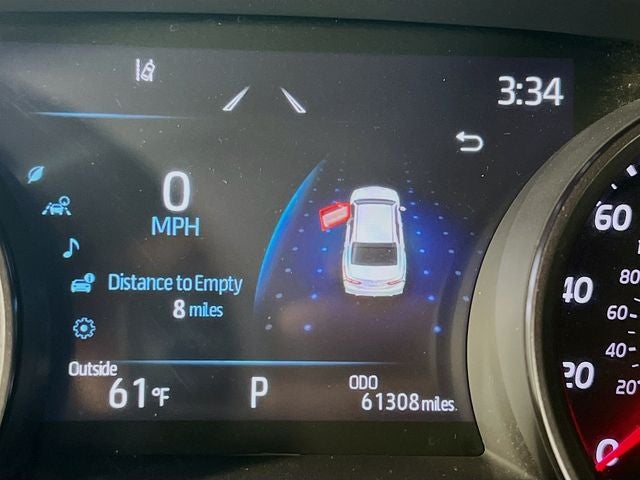 3:34
0
MPH
Distance to Empty
8 miles
Outside
61°F
P
ODO
61308 miles
60
40
20
0
80
60
40
20